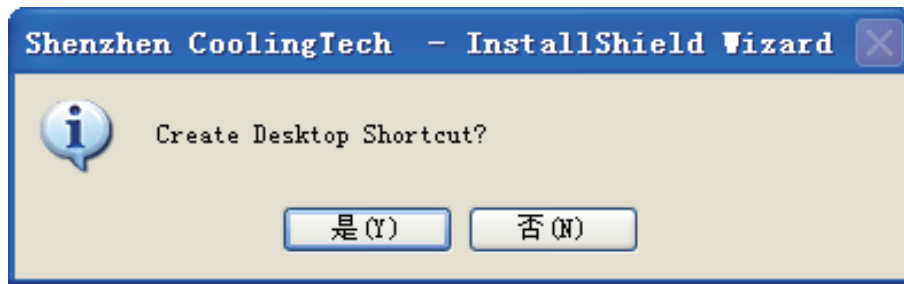 Shenzhen CoolingTech - InstallShield Wizard
Create Desktop Shortcut?
是(Y) 否(N)